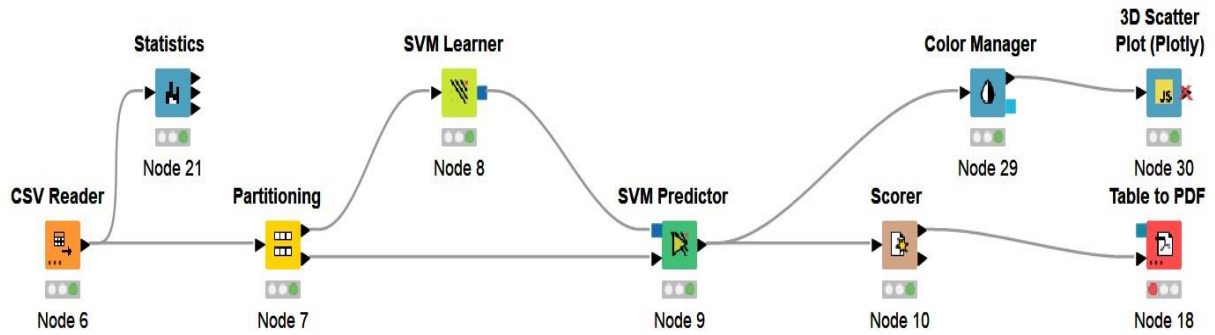 Statistics
SVM Learner
Color Manager
3D Scatter
Plot (Plotly)
JS
Node 21
Node 8
Node 29
Node 30
CSV Reader
Partitioning
SVM Predictor
Scorer
Table to PDF
Node 6
Node 7
Node 9
Node 10
Node 18